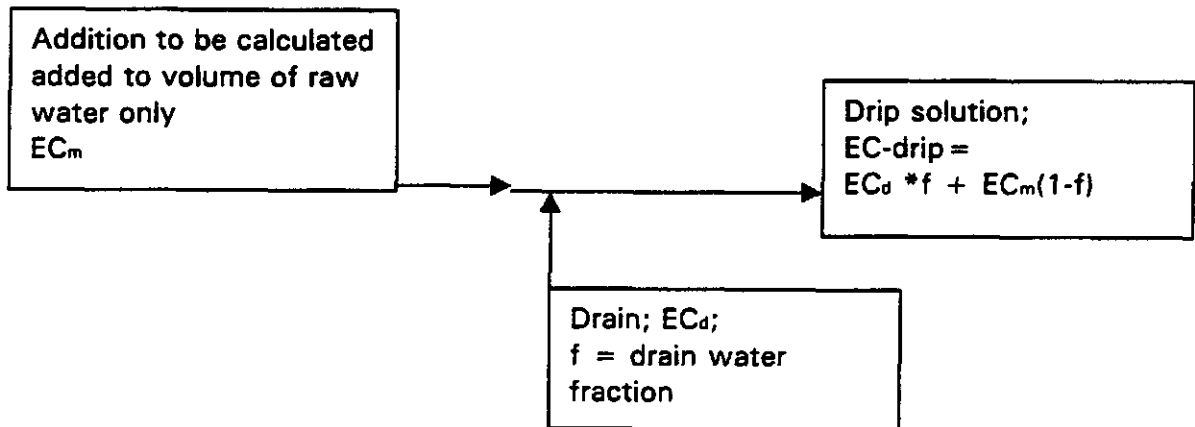 Addition to be calculated
added to volume of raw
water only
ECm
Drip solution;
EC-drip =
ECd *f + ECm(1-f)
Drain; ECd;
f = drain water
fraction